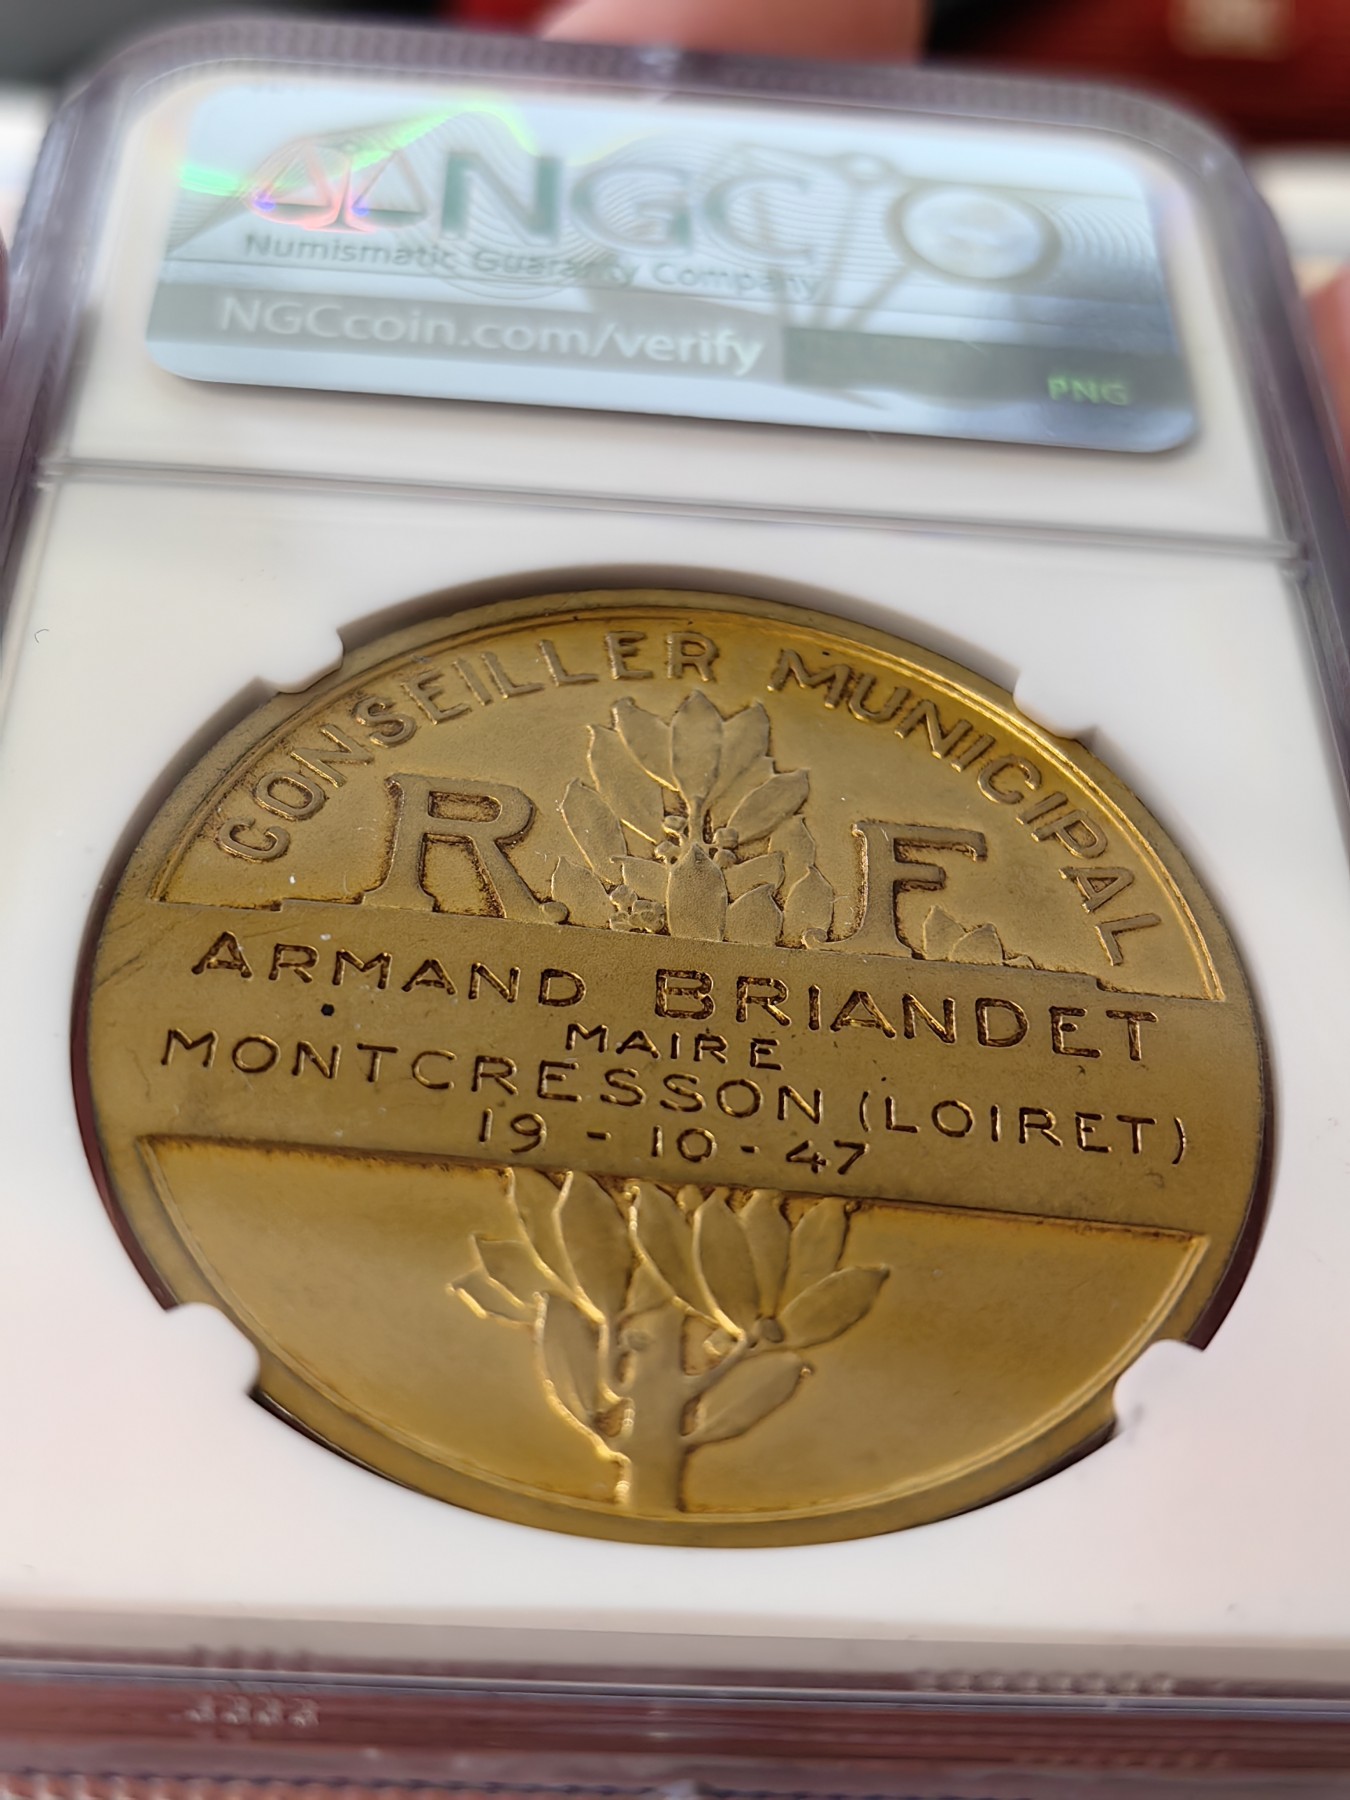 NGC
Numismatic Guaranty Company
NGCcoin.com/verify
PNG
CONSEILLER MUNICIPAL
R. F.
ARMAND BRIANDET
MAIRE
MONTCRESSON (LOIRET)
19 - 10 - 47